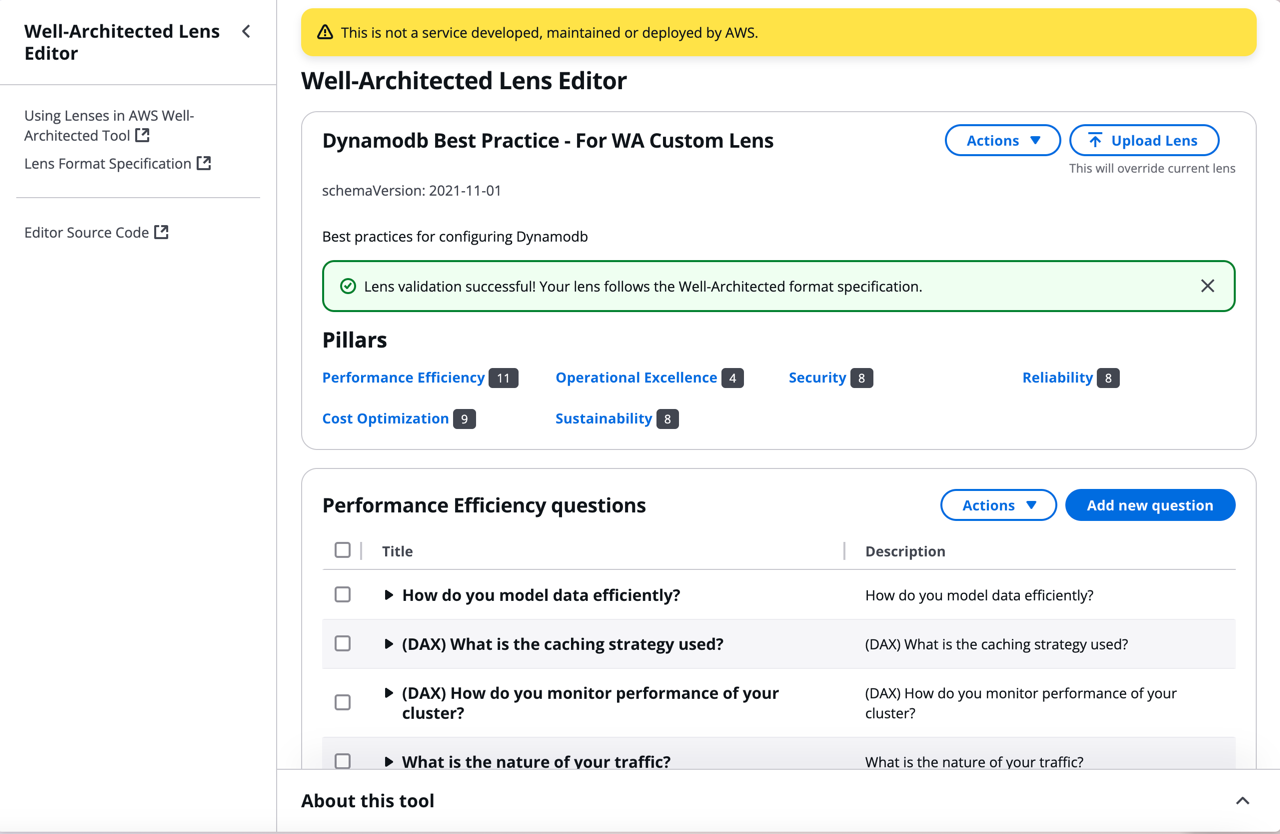 Well-Architected Lens
Editor
Using Lenses in AWS Well-
Architected Tool
Lens Format Specification
Editor Source Code
This is not a service developed, maintained or deployed by AWS.
Well-Architected Lens Editor
Dynamodb Best Practice - For WA Custom Lens
Actions
Upload Lens
This will override current lens
schemaVersion: 2021-11-01
Best practices for configuring Dynamodb
Lens validation successful! Your lens follows the Well-Architected format specification.
Pillars
Performance Efficiency 11
Operational Excellence 4
Security 8
Reliability 8
Cost Optimization 9
Sustainability 8
Performance Efficiency questions
Actions
Add new question
Title
Description
How do you model data efficiently?
How do you model data efficiently?
(DAX) What is the caching strategy used?
(DAX) What is the caching strategy used?
(DAX) How do you monitor performance of your
cluster?
(DAX) How do you monitor performance of your
cluster?
What is the nature of your traffic?
What is the nature of your traffic?
About this tool